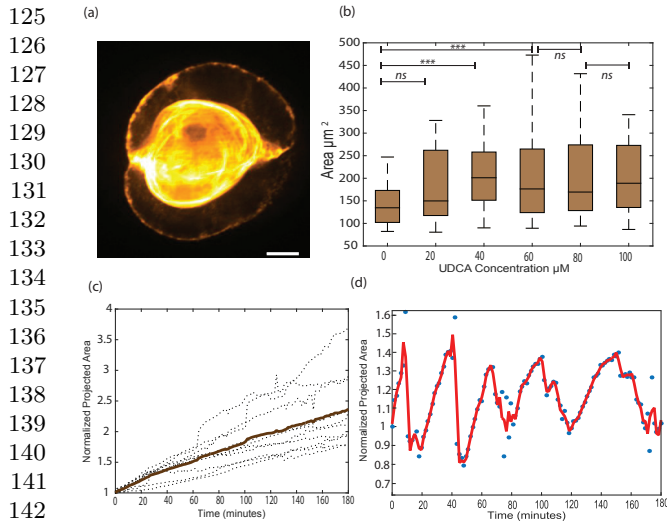 125
126
127
128
129
130
131
132
133
134
135
136
137
138
139
140
141
142
(a)
(b)
500
450
400
350
300
250
200
150
100
50
Area µm²
***
ns
***
ns
ns
0 20 40 60 80 100
UDCA Concentration µM
(c)
4
3.5
3
2.5
2
1.5
1
Normalized Projected Area
0 20 40 60 80 100 120 140 160 180
Time (minutes)
(d)
1.6
1.5
1.4
1.3
1.2
1.1
1
0.9
0.8
0.7
Normalized Projected Area
0 20 40 60 80 100 120 140 160 180
Time (minutes)